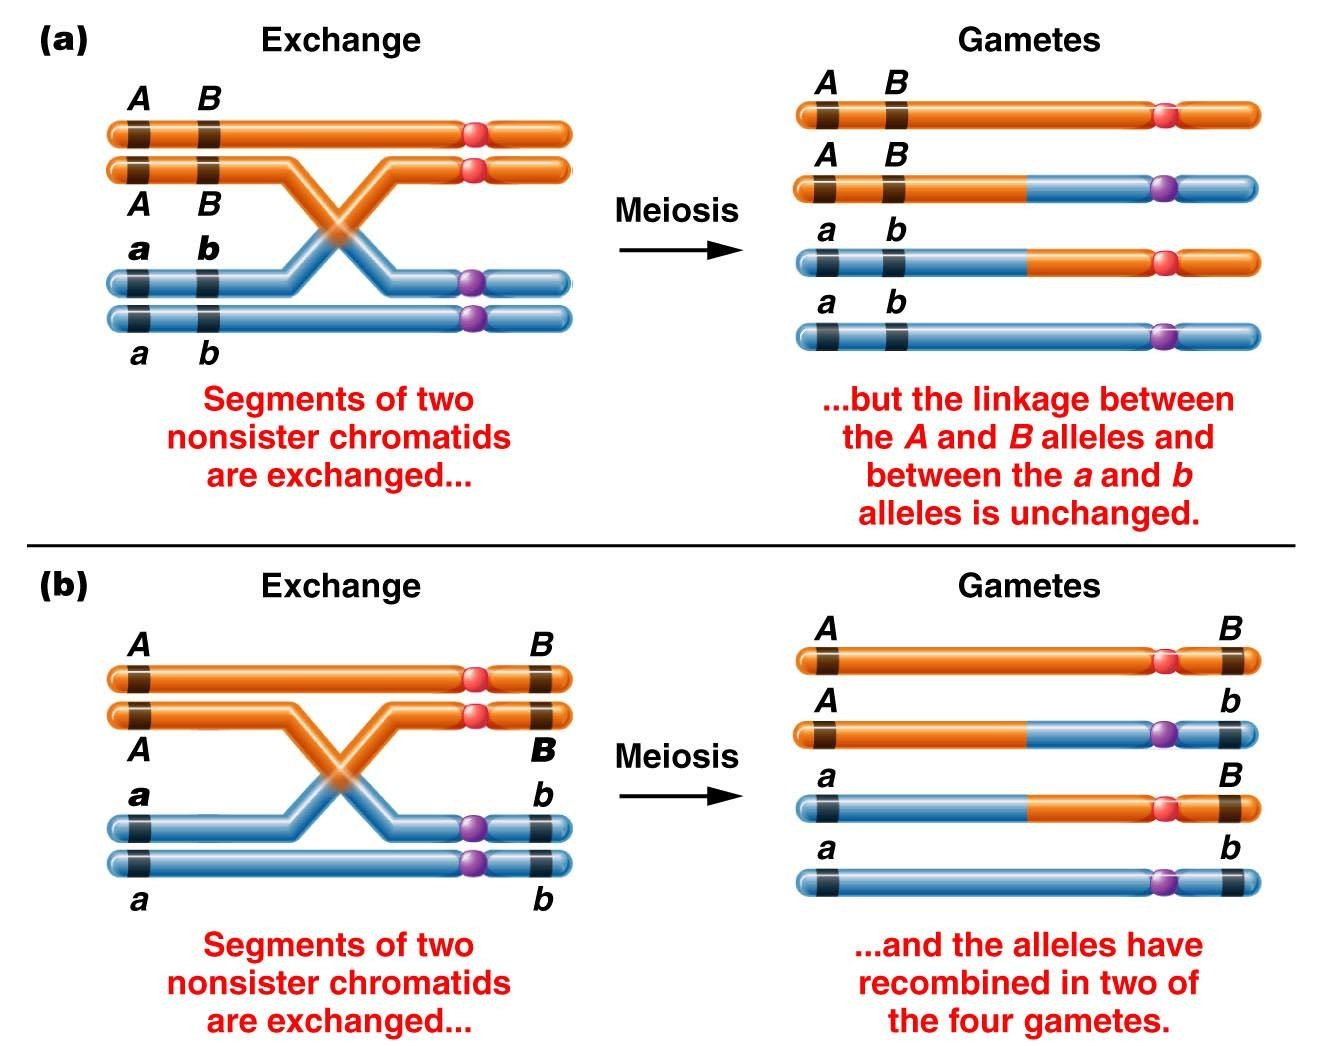 (a)
Exchange
Gametes
A B
A B
a b
a b
Meiosis
A B
A B
a b
a b
Segments of two
nonsister chromatids
are exchanged...
...but the linkage between
the A and B alleles and
between the a and b
alleles is unchanged.
(b)
Exchange
Gametes
A B
A B
a b
a b
Meiosis
A B
A b
a B
a b
Segments of two
nonsister chromatids
are exchanged...
...and the alleles have
recombined in two of
the four gametes.